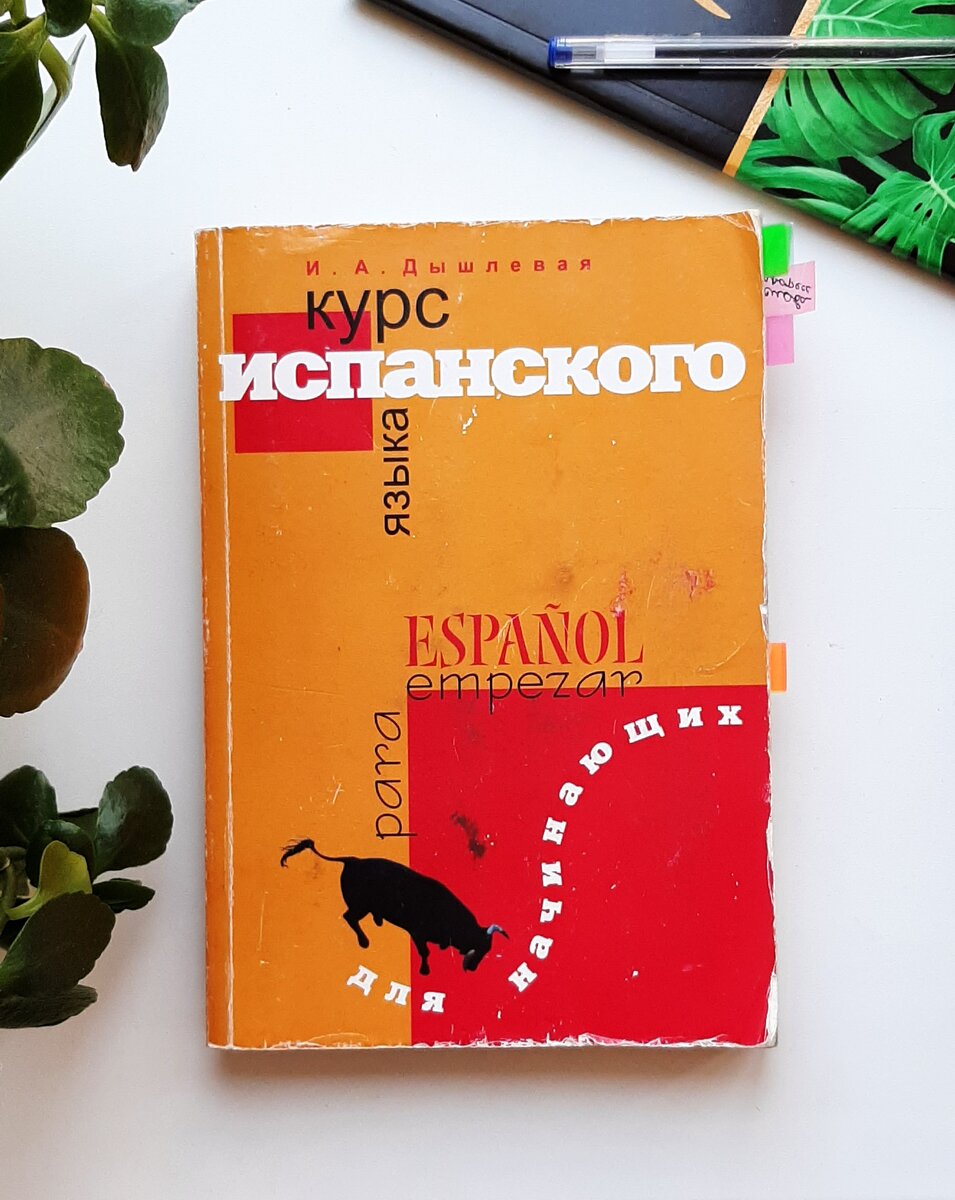 И. А. Дышлевая
курс
испанского
языка
ESPAÑOL
empezar
para
для
начинающих